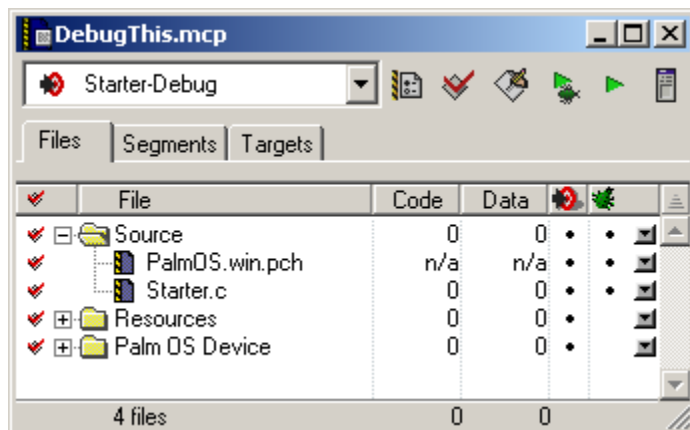 DebugThis.mcp
Starter-Debug
Files Segments Targets
File Code Data
Source 0 0
PalmOS.win.pch n/a n/a
Starter.c 0 0
Resources 0 0
Palm OS Device 0 0
4 files 0 0